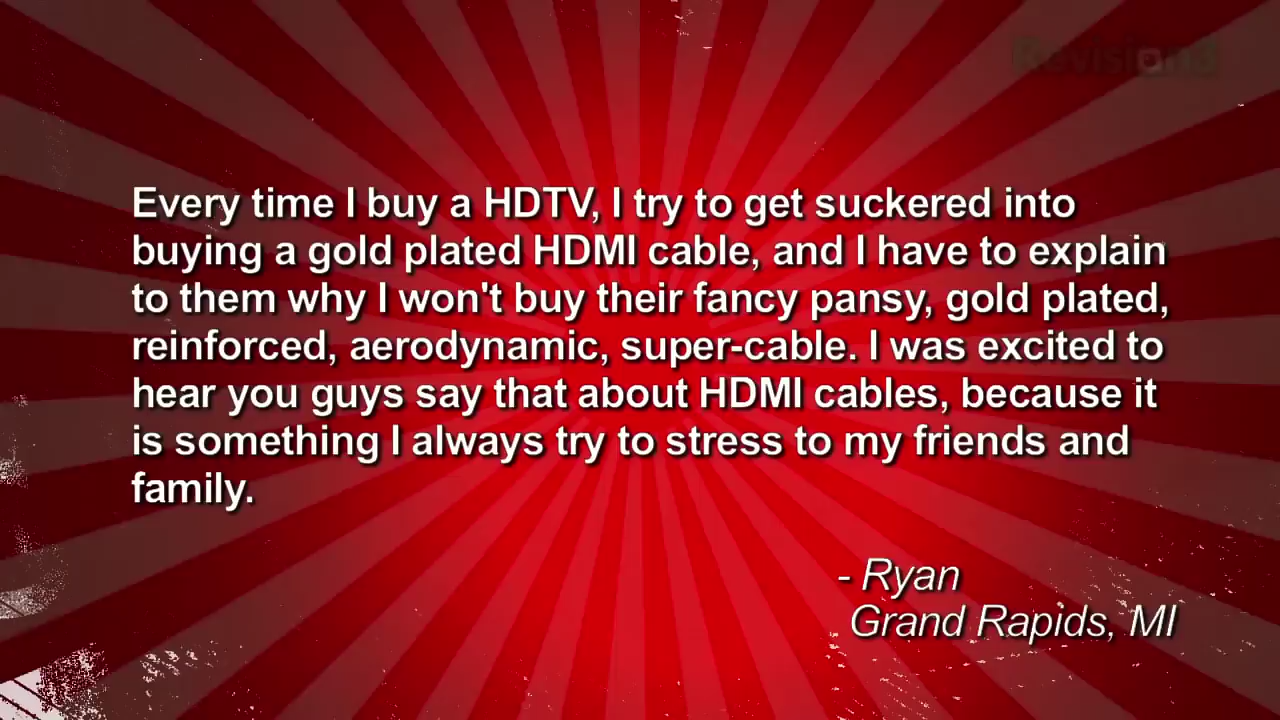 Revision3
Every time I buy a HDTV, I try to get suckered into
buying a gold plated HDMI cable, and I have to explain
to them why I won't buy their fancy pansy, gold plated,
reinforced, aerodynamic, super-cable. I was excited to
hear you guys say that about HDMI cables, because it
is something I always try to stress to my friends and
family.
- Ryan
Grand Rapids, MI